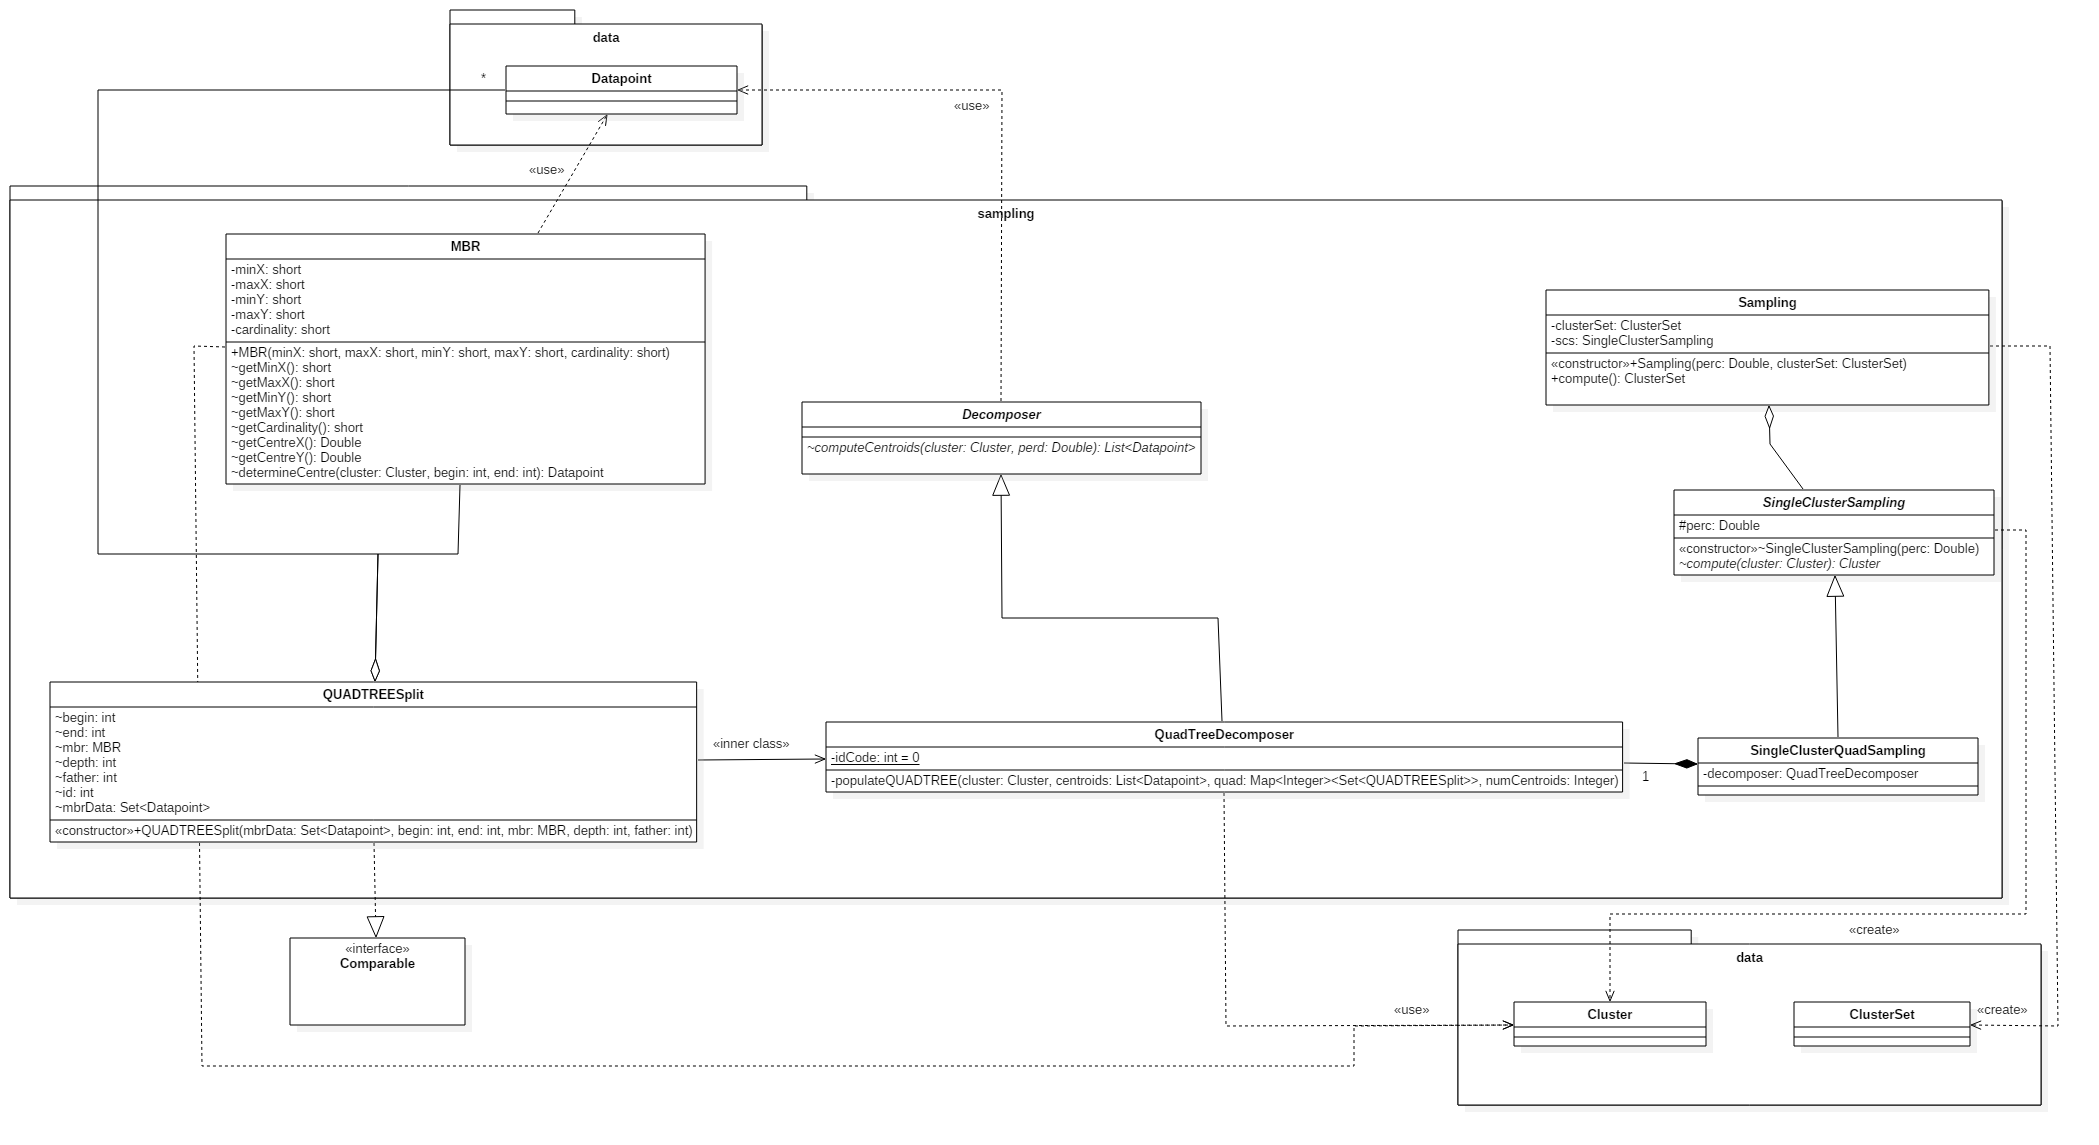 data
*
Datapoint
«use»
«use»
sampling
MBR
-minX: short
-maxX: short
-minY: short
-maxY: short
-cardinality: short
+MBR(minX: short, maxX: short, minY: short, maxY: short, cardinality: short)
~getMinX(): short
~getMaxX(): short
~getMinY(): short
~getMaxY(): short
~getCardinality(): short
~getCentreX(): Double
~getCentreY(): Double
~determineCentre(cluster: Cluster, begin: int, end: int): Datapoint
Sampling
-clusterSet: ClusterSet
-scs: SingleClusterSampling
«constructor»+Sampling(perc: Double, clusterSet: ClusterSet)
+compute(): ClusterSet
Decomposer
~computeCentroids(cluster: Cluster, perd: Double): List<Datapoint>
SingleClusterSampling
#perc: Double
«constructor»~SingleClusterSampling(perc: Double)
~compute(cluster: Cluster): Cluster
QUADTREESplit
~begin: int
~end: int
~mbr: MBR
~depth: int
~father: int
~id: int
~mbrData: Set<Datapoint>
«constructor»+QUADTREESplit(mbrData: Set<Datapoint>, begin: int, end: int, mbr: MBR, depth: int, father: int)
«inner class»
QuadTreeDecomposer
-idCode: int = 0
-populateQUADTREE(cluster: Cluster, centroids: List<Datapoint>, quad: Map<Integer><Set<QUADTREESplit>>, numCentroids: Integer)
1
SingleClusterQuadSampling
-decomposer: QuadTreeDecomposer
«interface»
Comparable
«create»
data
«use»
Cluster
ClusterSet
«create»